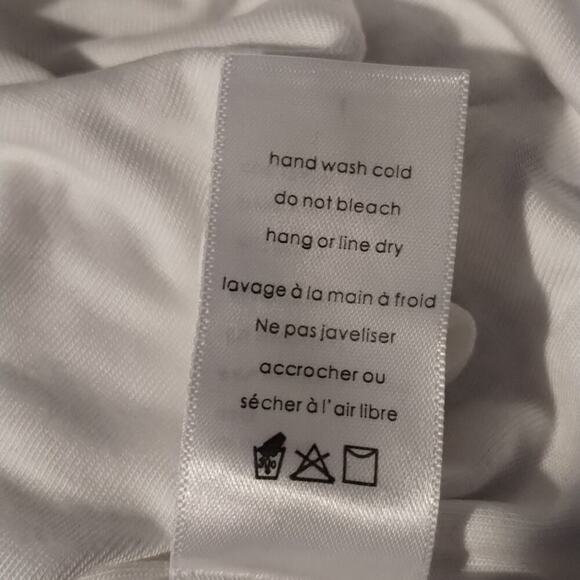 hand wash cold
do not bleach
hang or line dry
lavage à la main à froid
Ne pas javeliser
accrocher ou
sécher à l'air libre